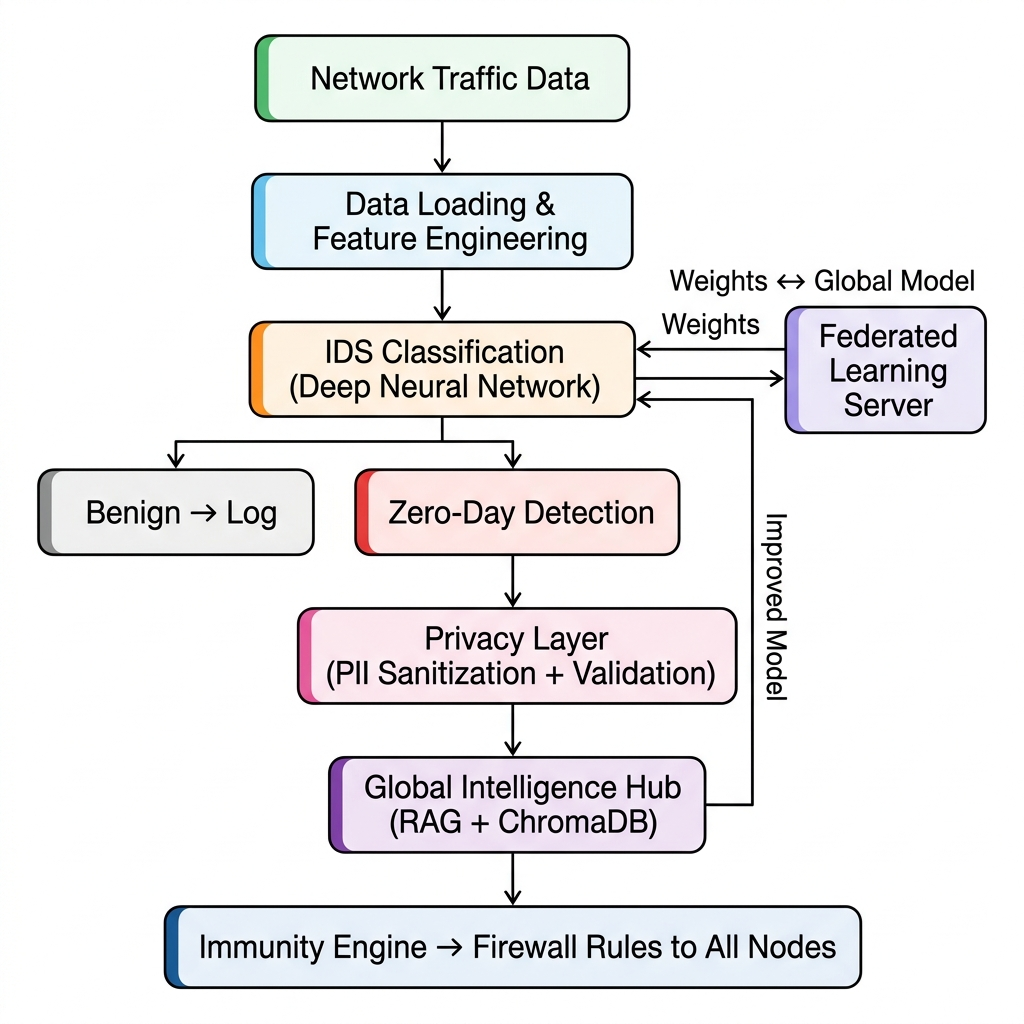 Network Traffic Data
Data Loading &
Feature Engineering
Weights ↔ Global Model
Weights
IDS Classification
(Deep Neural Network)
Federated
Learning
Server
Benign → Log
Zero-Day Detection
Improved Model
Privacy Layer
(PII Sanitization + Validation)
Global Intelligence Hub
(RAG + ChromaDB)
Immunity Engine → Firewall Rules to All Nodes